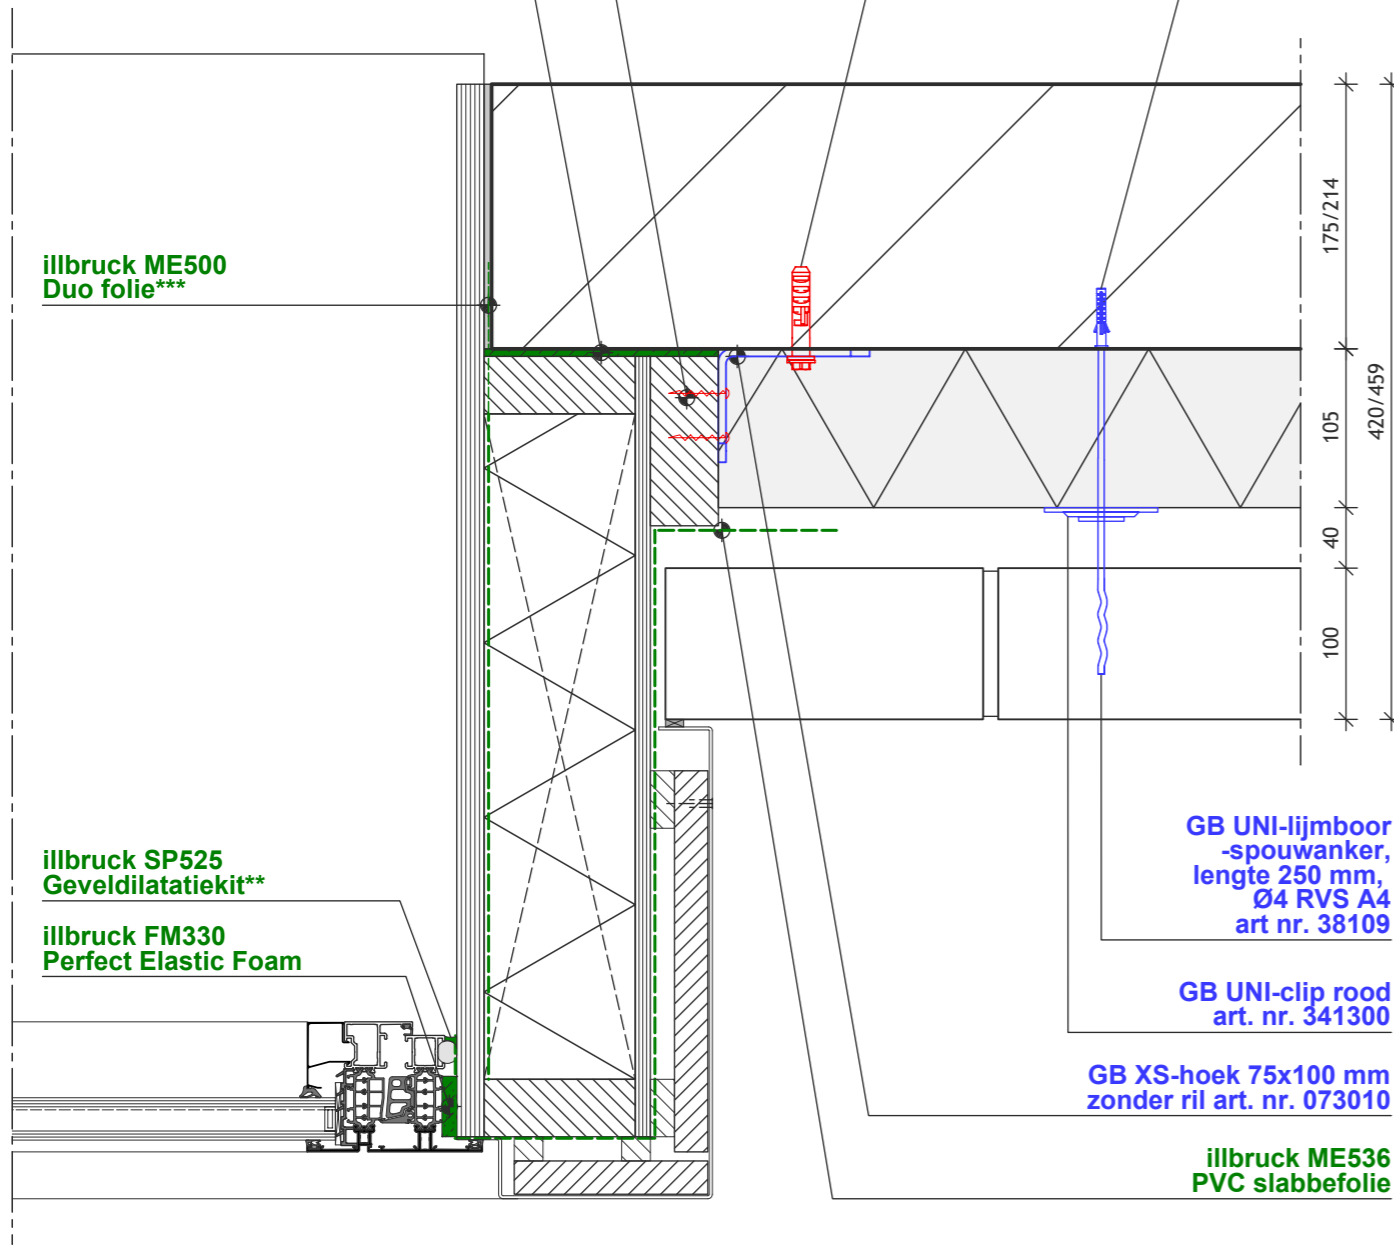 illbruck ME500
Duo folie***
illbruck SP525
Geveldilatatiekit**
illbruck FM330
Perfect Elastic Foam
175/214
105
40
100
420/459
GB UNI-lijmboor
-spouwanker,
lengte 250 mm,
Ø4 RVS A4
art nr. 38109
GB UNI-clip rood
art. nr. 341300
GB XS-hoek 75x100 mm
zonder ril art. nr. 073010
illbruck ME536
PVC slabbefolie